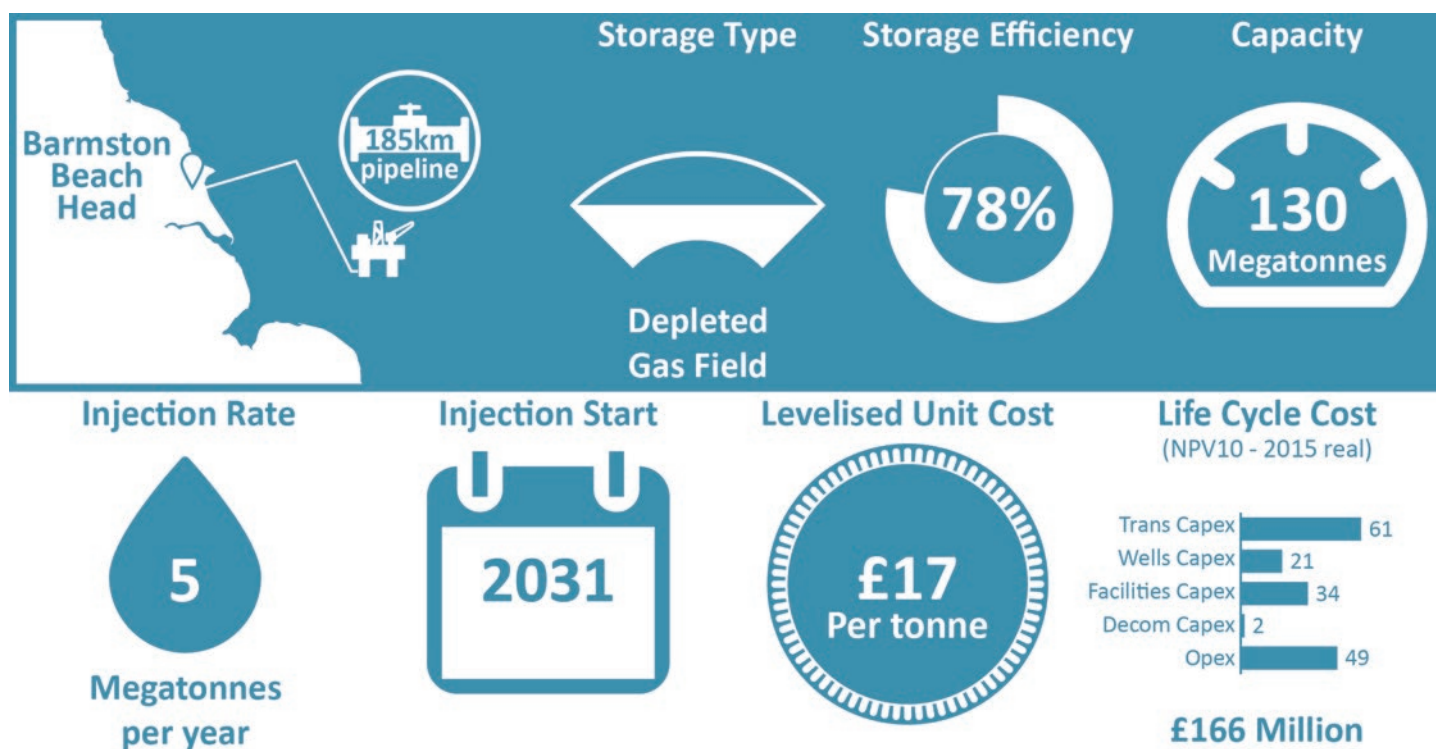 Barmston
Beach
Head
185km
pipeline
Storage Type
Depleted
Gas Field
Storage Efficiency
78%
Capacity
130
Megatonnes
Injection Rate
5
Megatonnes
per year
Injection Start
2031
Levelised Unit Cost
£17
Per tonne
Life Cycle Cost
(NPV10 - 2015 real)
Trans Capex 61
Wells Capex 21
Facilities Capex 34
Decom Capex 2
Opex 49
£166 Million